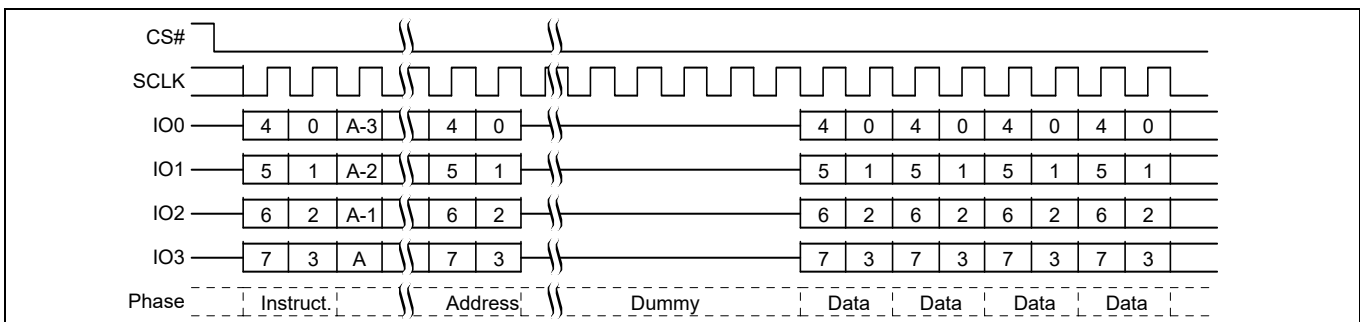 CS#
SCLK
IO0 4 0 A-3 4 0 4 0 4 0 4 0 4 0
IO1 5 1 A-2 5 1 5 1 5 1 5 1 5 1
IO2 6 2 A-1 6 2 6 2 6 2 6 2 6 2
IO3 7 3 A 7 3 7 3 7 3 7 3 7 3
Phase Instruct. Address Dummy Data Data Data Data